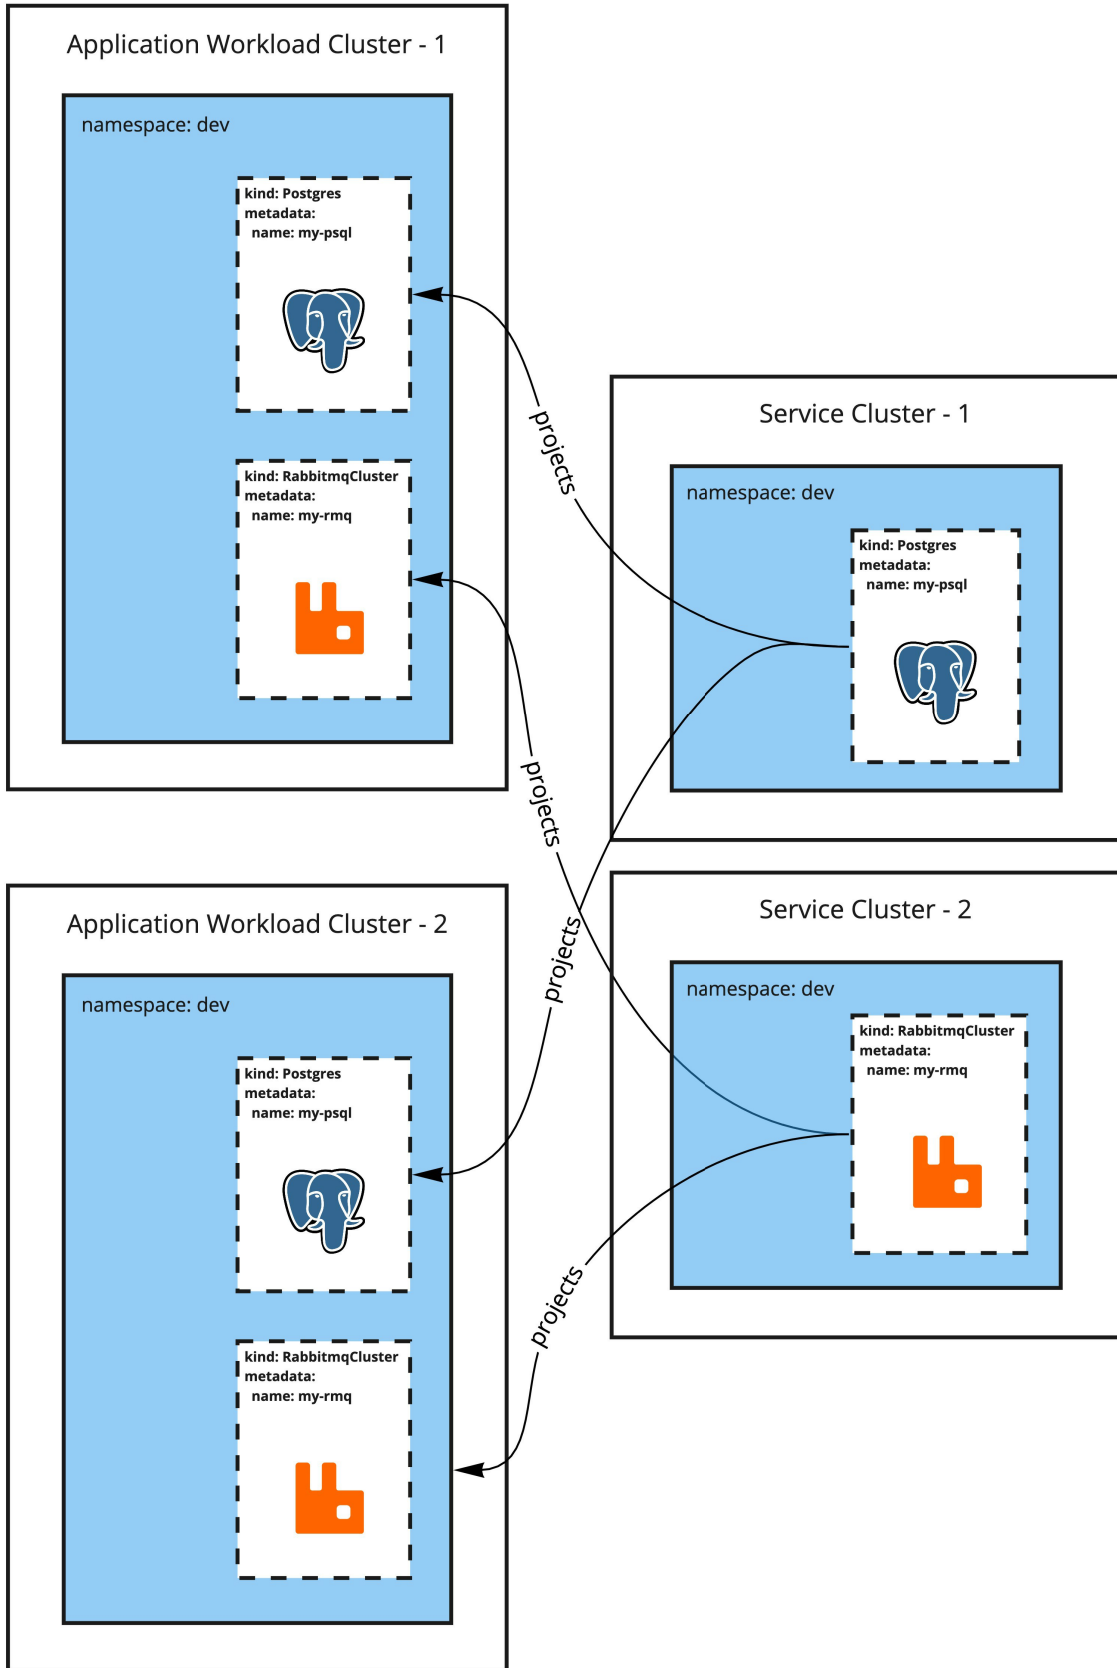 Application Workload Cluster - 1
namespace: dev
kind: Postgres
metadata:
name: my-psql
kind: RabbitmqCluster
metadata:
name: my-rmq
projects
projects
Service Cluster - 1
namespace: dev
kind: Postgres
metadata:
name: my-psql
Application Workload Cluster - 2
namespace: dev
kind: Postgres
metadata:
name: my-psql
kind: RabbitmqCluster
metadata:
name: my-rmq
projects
projects
Service Cluster - 2
namespace: dev
kind: RabbitmqCluster
metadata:
name: my-rmq